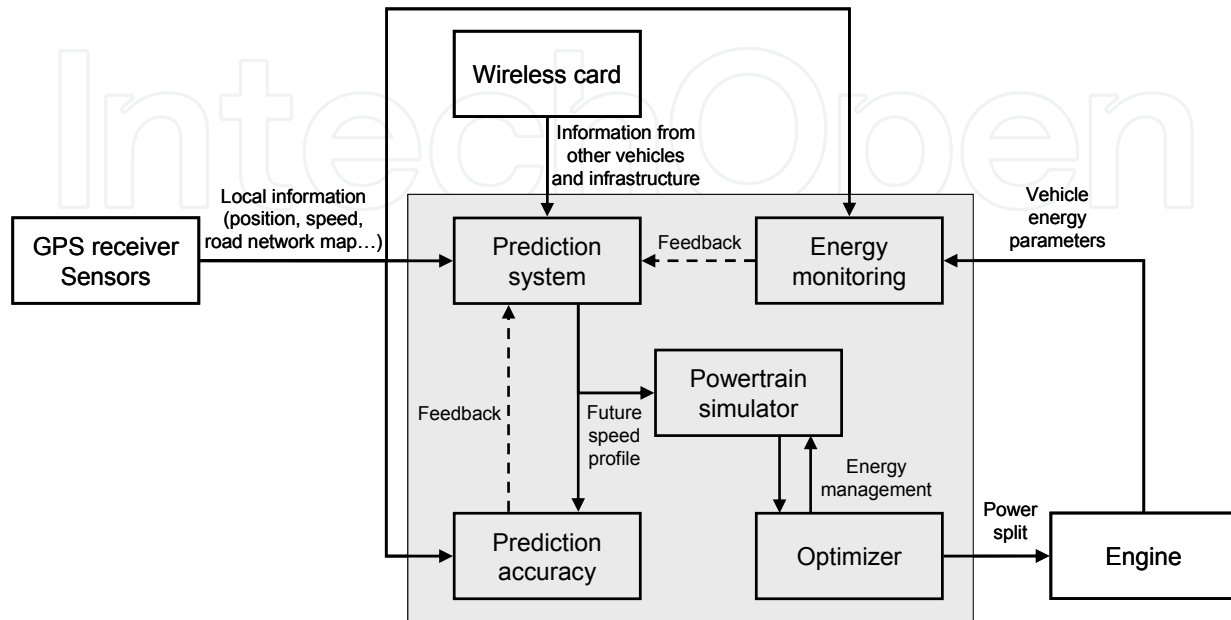 IntechOpen
Wireless card
Information from
other vehicles
and infrastructure
Local information
(position, speed,
road network map…)
GPS receiver
Sensors
Prediction
system
Feedback
Energy
monitoring
Vehicle
energy
parameters
Powertrain
simulator
Feedback
Future
speed
profile
Energy
management
Prediction
accuracy
Optimizer
Power
split
Engine